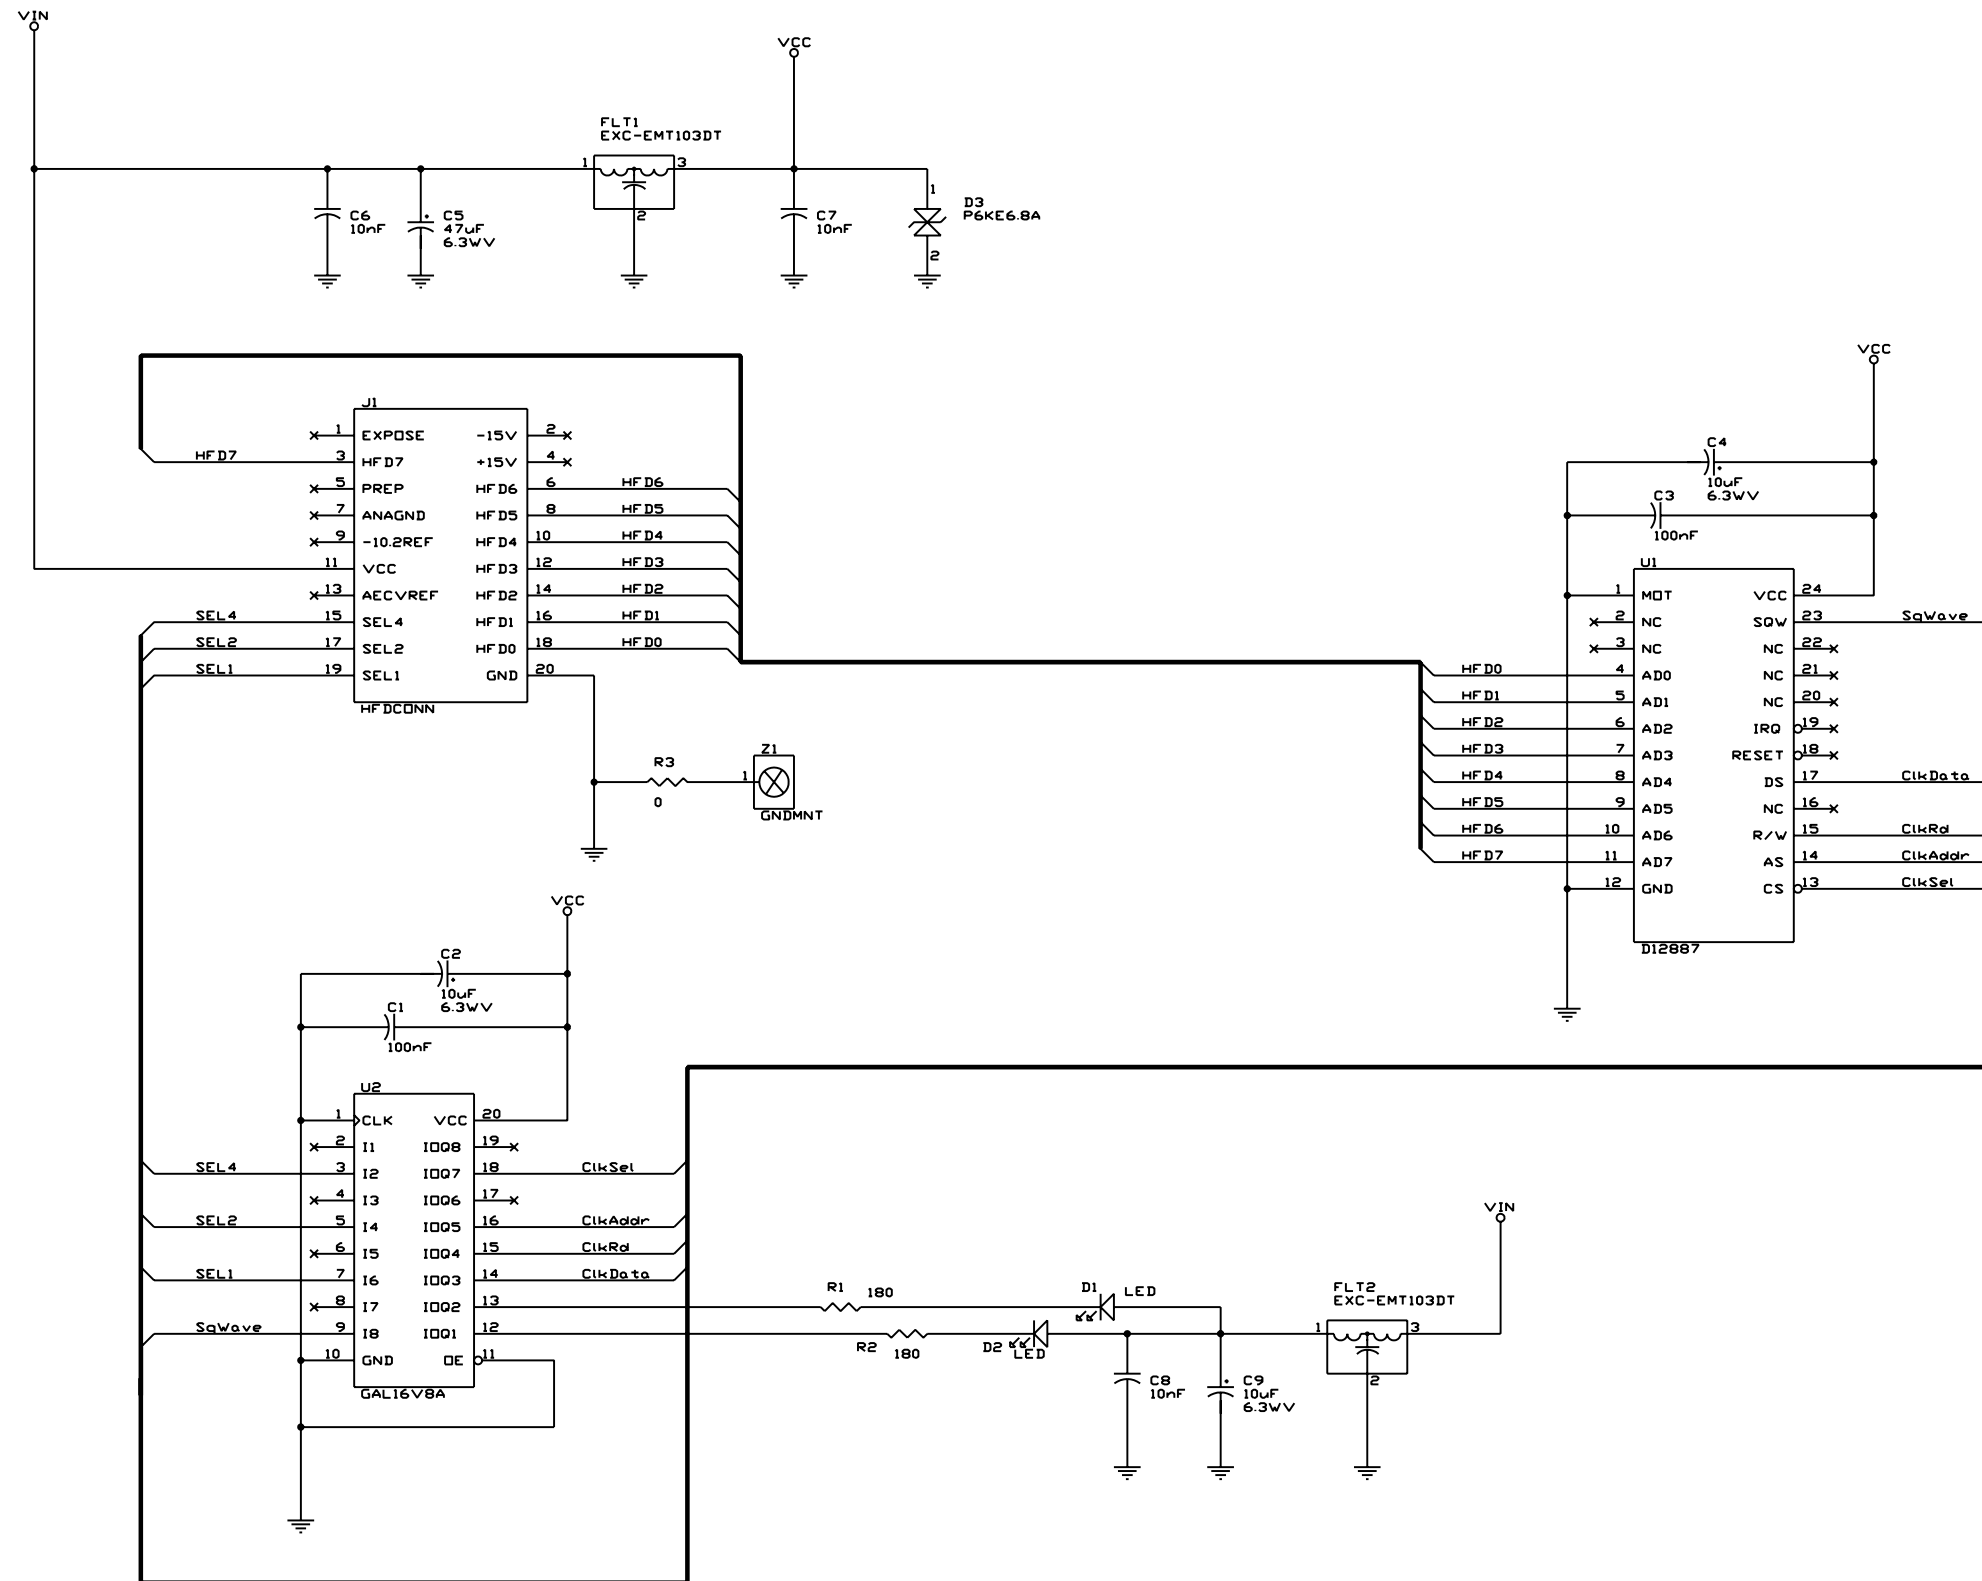 VIN
VCC
FLT1
EXC-EMT103DT
1
3
2
C6
10nF
C5
47uF
6.3WV
C7
10nF
1
2
D3
P6KE6.8A
J1
1 EXPOSE -15V 2
HFD7 3 HFD7 +15V 4
5 PREP HFD6 6 HFD6
7 ANAGND HFD5 8 HFD5
9 -10.2REF HFD4 10 HFD4
11 VCC HFD3 12 HFD3
13 AECVREF HFD2 14 HFD2
SEL4 15 SEL4 HFD1 16 HFD1
SEL2 17 SEL2 HFD0 18 HFD0
SEL1 19 SEL1 GND 20
HFDCONN
R3
0
Z1
1
GNDMNT
VCC
C4
10uF
6.3WV
C3
100nF
U1
1 MOT VCC 24
2 NC SQW 23 SqWave
3 NC NC 22
HFD0 4 AD0 NC 21
HFD1 5 AD1 NC 20
HFD2 6 AD2 IRQ 19
HFD3 7 AD3 RESET 18
HFD4 8 AD4 DS 17 ClkData
HFD5 9 AD5 NC 16
HFD6 10 AD6 R/W 15 ClkRd
HFD7 11 AD7 AS 14 ClkAddr
12 GND CS 13 ClkSel
D12887
VCC
C2
10uF
6.3WV
C1
100nF
U2
1 CLK VCC 20
2 I1 IOQ8 19
SEL4 3 I2 IOQ7 18 ClkSel
4 I3 IOQ6 17
SEL2 5 I4 IOQ5 16 ClkAddr
6 I5 IOQ4 15 ClkRd
SEL1 7 I6 IOQ3 14 ClkData
8 I7 IOQ2 13
SqWave 9 I8 IOQ1 12
10 GND OE 11
GAL16V8A
R1 180
D1 LED
R2 180
D2 LED
C8
10nF
C9
10uF
6.3WV
FLT2
EXC-EMT103DT
1
3
2
VIN